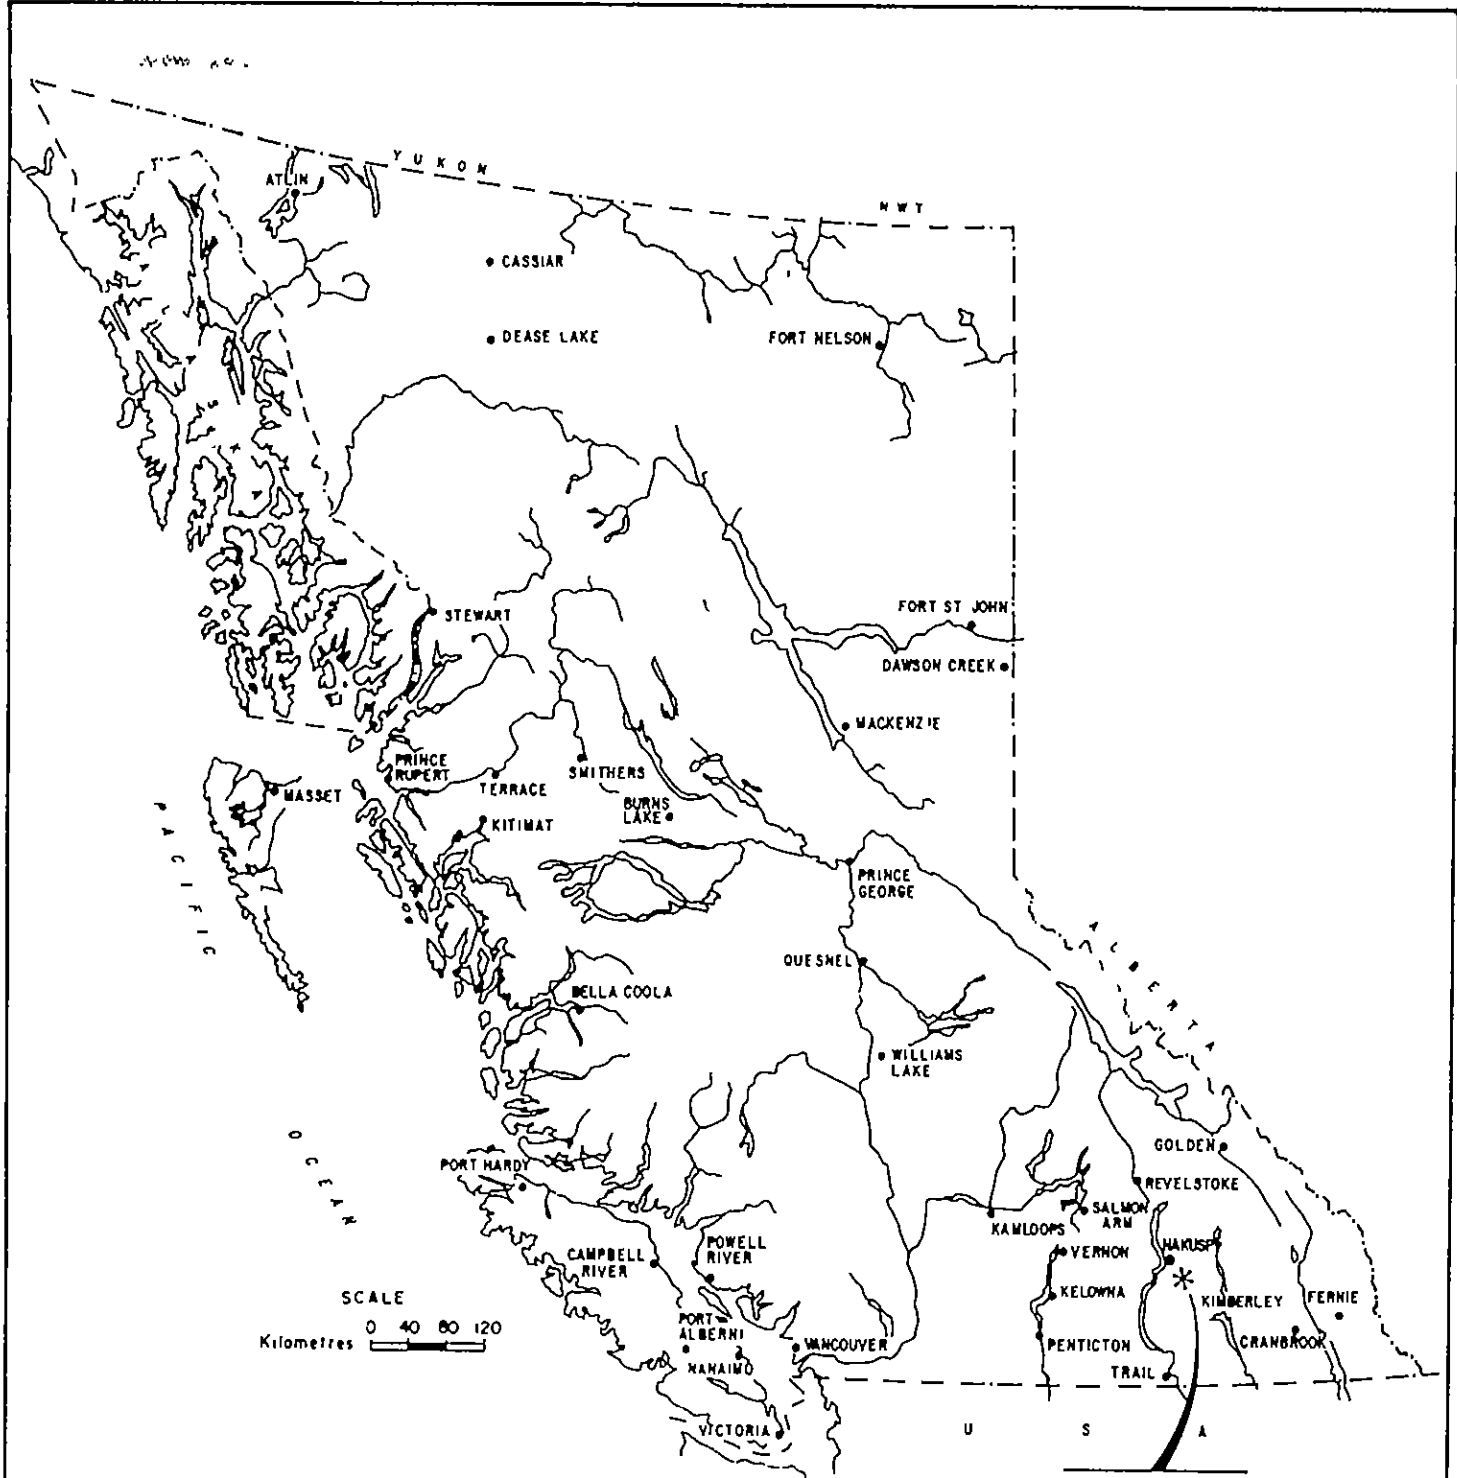 YUKON
NWT
ATLIN
CASSIAR
DEASE LAKE
FORT NELSON
ALASKA
STEWART
FORT ST JOHN
DAWSON CREEK
MACKENZIE
PRINCE
RUPERT
TERRACE
SMITHERS
MASSET
KITIMAT
BURNS
LAKE
PRINCE
GEORGE
PACIFIC
OCEAN
ALBERTA
QUESNEL
BELLA COOLA
WILLIAMS
LAKE
PORT HARDY
GOLDEN
REVELSTOKE
KAMLOOPS
SALMON
ARM
CAMPBELL
RIVER
POWELL
RIVER
VERNON
NAKUSP
KELOWNA
KIMBERLEY
FERNIE
SCALE
Kilometres 0 40 80 120
PORT
ALBERNI
NANAIMO
VANCOUVER
PENTICTON
CRANBROOK
TRAIL
VICTORIA
U S A